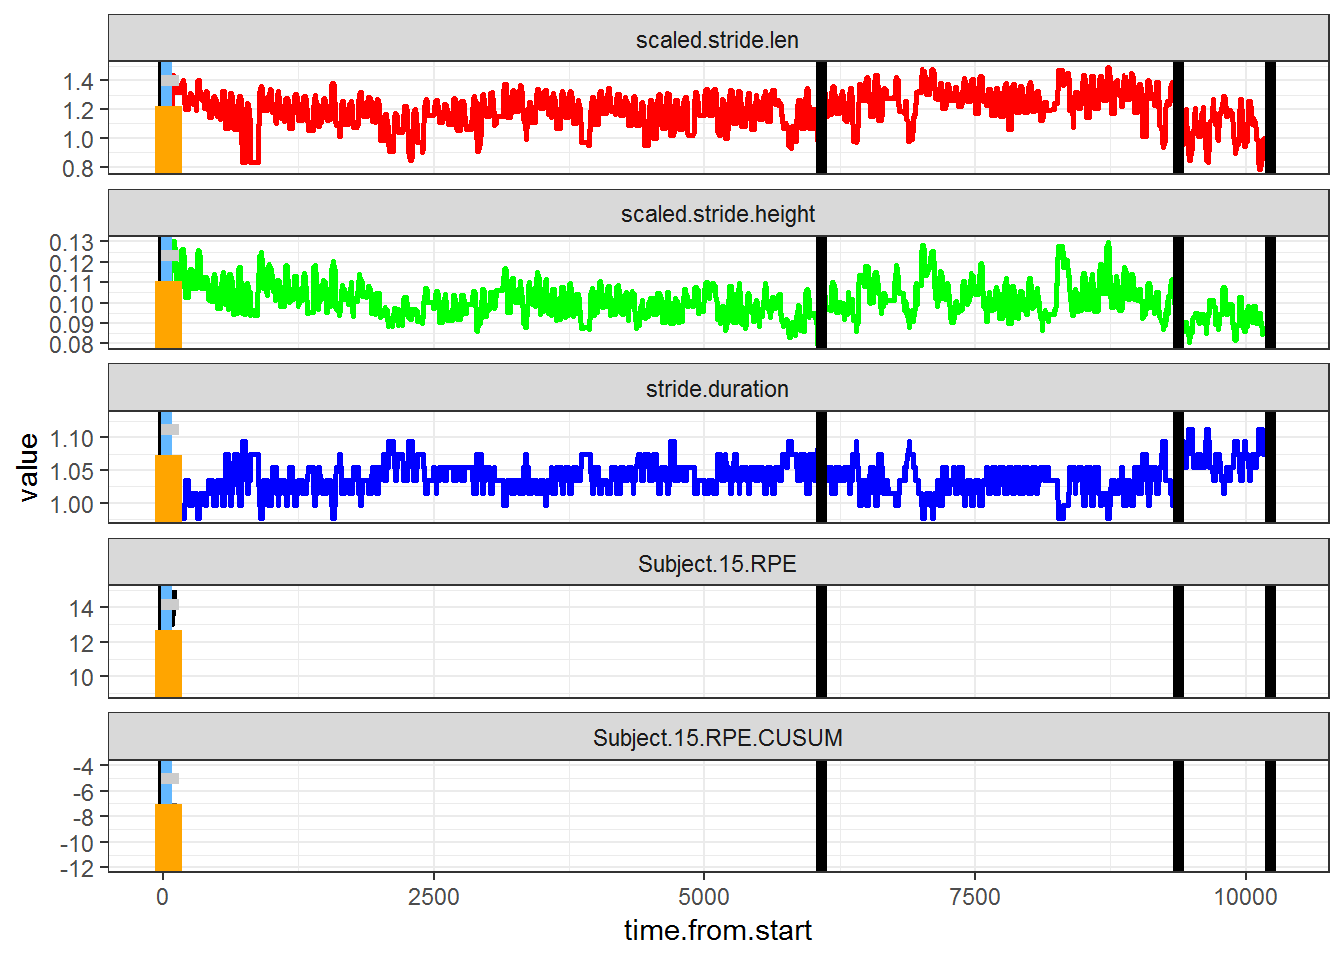 scaled.stride.len
1.4
1.2
1.0
0.8
scaled.stride.height
0.13
0.12
0.11
0.10
0.09
0.08
stride.duration
1.10
1.05
1.00
Subject.15.RPE
14
12
10
Subject.15.RPE.CUSUM
-4
-6
-8
-10
-12
value
0 2500 5000 7500 10000
time.from.start